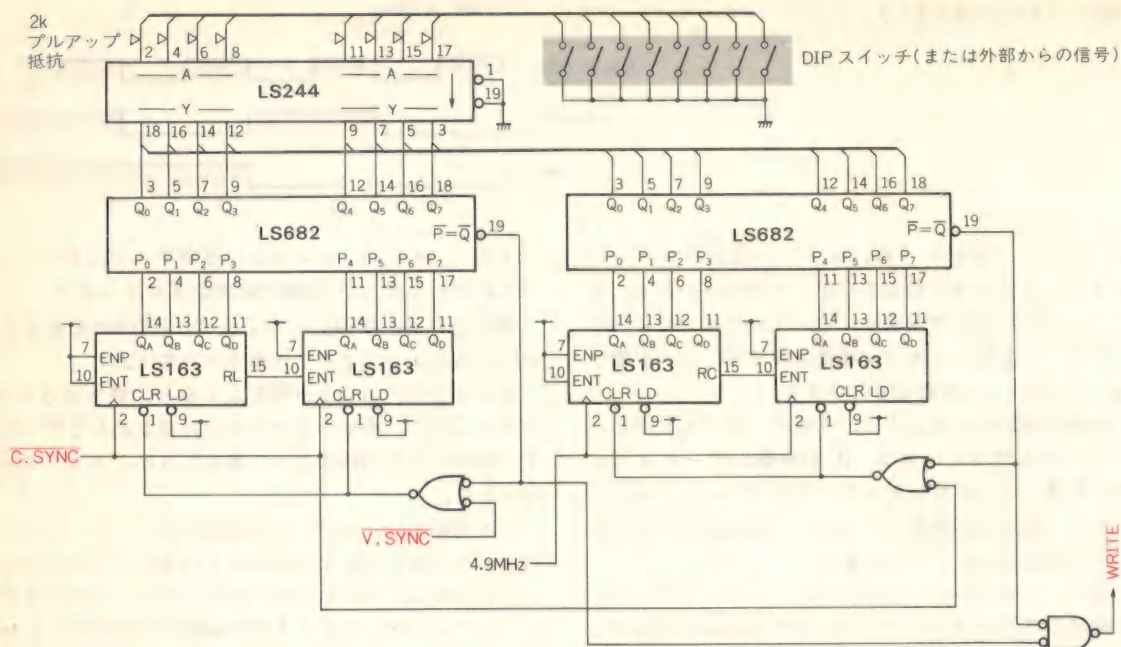 2k
プルアップ
抵抗
2 4 6 8 11 13 15 17
DIPスイッチ(または外部からの信号)
A A 1
LS244 19
Y Y
18 16 14 12 9 7 5 3
3 5 7 9 12 14 16 18
Q0 Q1 Q2 Q3 Q4 Q5 Q6 Q7
LS682 P̅=Q̅ 19
P0 P1 P2 P3 P4 P5 P6 P7
2 4 6 8 11 13 15 17
3 5 7 9 12 14 16 18
Q0 Q1 Q2 Q3 Q4 Q5 Q6 Q7
LS682 P̅=Q̅ 19
P0 P1 P2 P3 P4 P5 P6 P7
2 4 6 8 11 13 15 17
14 13 12 11
QA QB QC QD
7 ENP LS163
10 ENT RL 15
CLR LD
2 1 9
14 13 12 11
QA QB QC QD
7 ENP LS163
10 ENT
CLR LD
2 1 9
14 13 12 11
QA QB QC QD
7 ENP LS163
10 ENT RC 15
CLR LD
2 1 9
14 13 12 11
QA QB QC QD
7 ENP LS163
10 ENT
CLR LD
2 1 9
C.SYNC
V.SYNC
4.9MHz
WRITE